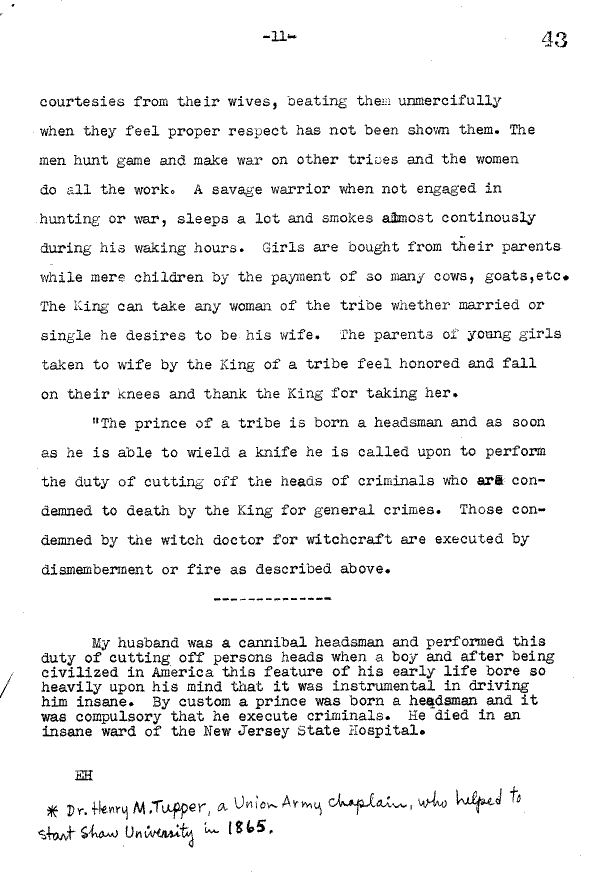 -11-
43
courtesies from their wives, beating them unmercifully
when they feel proper respect has not been shown them. The
men hunt game and make war on other tribes and the women
do all the work. A savage warrior when not engaged in
hunting or war, sleeps a lot and smokes almost continously
during his waking hours. Girls are bought from their parents
while mere children by the payment of so many cows, goats,etc.
The King can take any woman of the tribe whether married or
single he desires to be his wife. The parents of young girls
taken to wife by the King of a tribe feel honored and fall
on their knees and thank the King for taking her.
"The prince of a tribe is born a headsman and as soon
as he is able to wield a knife he is called upon to perform
the duty of cutting off the heads of criminals who are con-
demned to death by the King for general crimes. Those con-
demned by the witch doctor for witchcraft are executed by
dismemberment or fire as described above.
--------------
My husband was a cannibal headsman and performed this
duty of cutting off persons heads when a boy and after being
civilized in America this feature of his early life bore so
heavily upon his mind that it was instrumental in driving
him insane. By custom a prince was born a headsman and it
was compulsory that he execute criminals. He died in an
insane ward of the New Jersey State Hospital.
EH
* Dr. Henry M. Tupper, a Union Army chaplain, who helped to
start Shaw University in 1865.